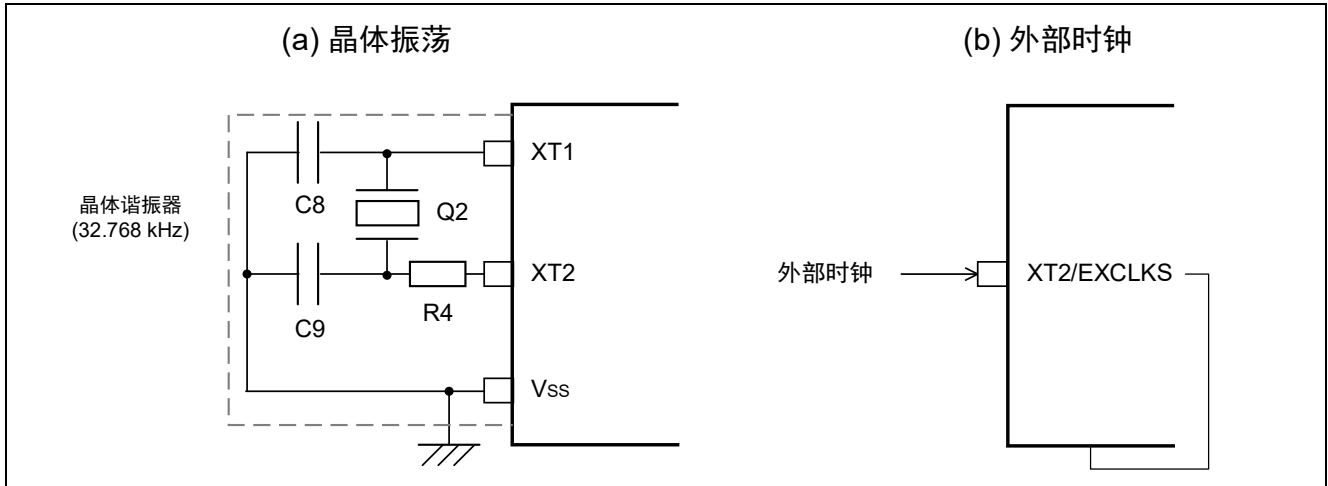 (a) 晶体振荡
(b) 外部时钟
XT1
C8
Q2
晶体谐振器
(32.768 kHz)
XT2
外部时钟
XT2/EXCLKS
R4
C9
Vss